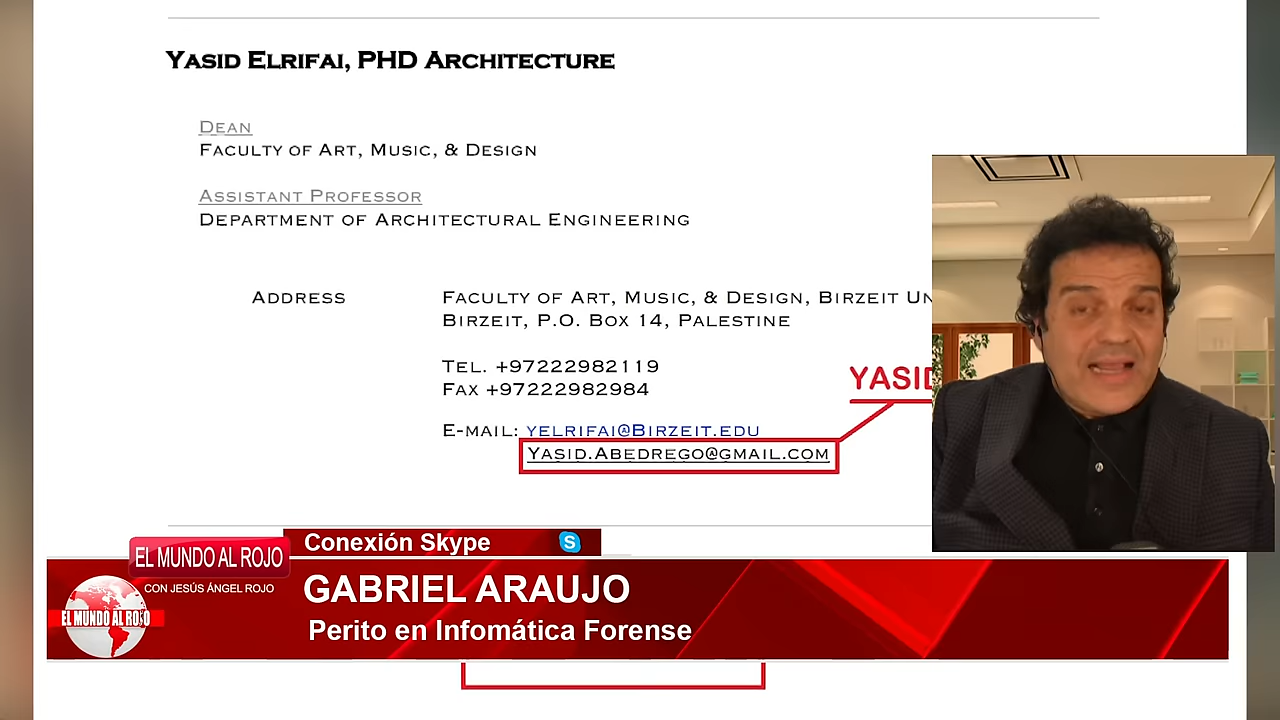 YASID ELRIFAI, PHD ARCHITECTURE
DEAN
FACULTY OF ART, MUSIC, & DESIGN
ASSISTANT PROFESSOR
DEPARTMENT OF ARCHITECTURAL ENGINEERING
ADDRESS
FACULTY OF ART, MUSIC, & DESIGN, BIRZEIT UN
BIRZEIT, P.O. BOX 14, PALESTINE
TEL. +97222982119
FAX +97222982984
YASID
E-MAIL: YELRIFAI@BIRZEIT.EDU
YASID.ABEDREGO@GMAIL.COM
Conexión Skype
EL MUNDO AL ROJO
CON JESÚS ÁNGEL ROJO
EL MUNDO AL ROJO
GABRIEL ARAUJO
Perito en Infomática Forense